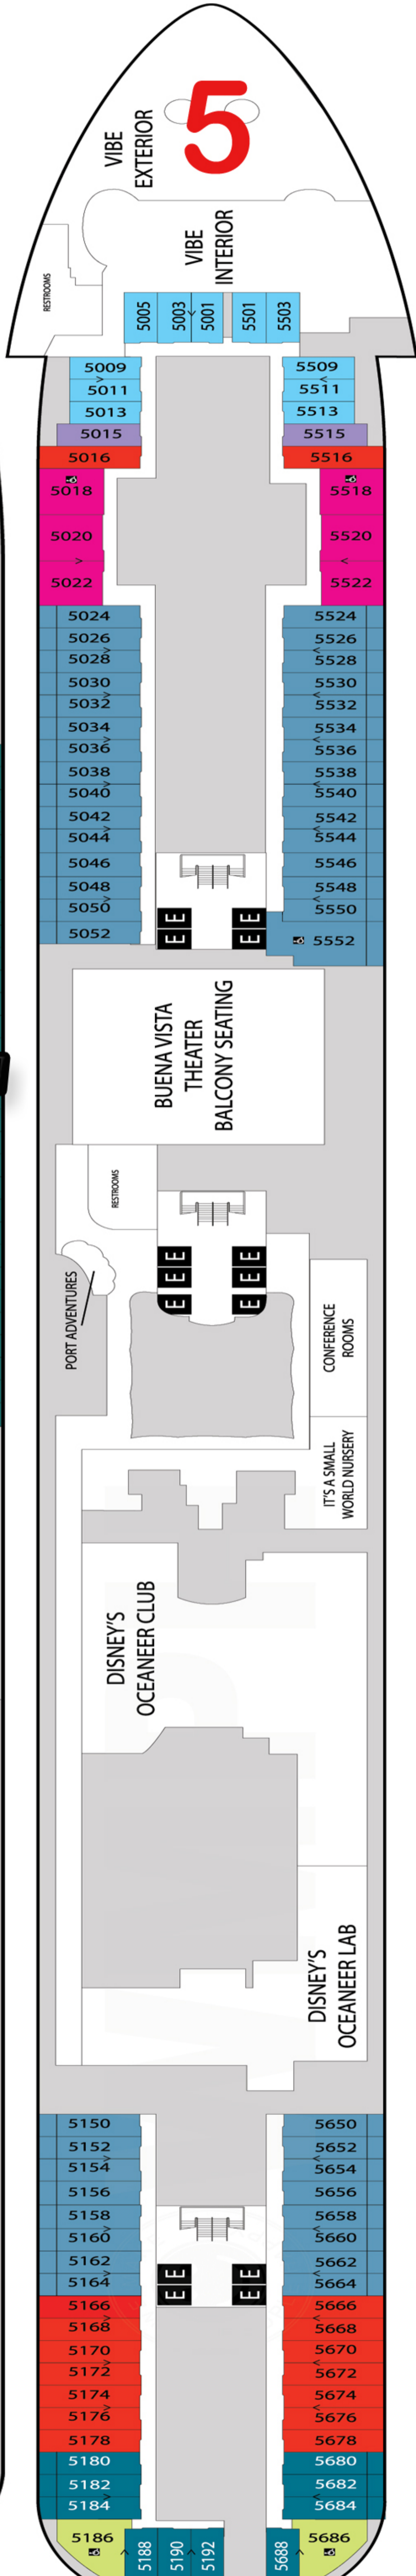 5
VIBE
EXTERIOR
VIBE
INTERIOR
RESTROOMS
5005 5003 5001 5501 5503
5009 5509
5011 5511
5013 5513
5015 5515
5016 5516
5018 5518
5020 5520
5022 5522
5024 5524
5026 5526
5028 5528
5030 5530
5032 5532
5034 5534
5036 5536
5038 5538
5040 5540
5042 5542
5044 5544
5046 5546
5048 5548
5050 5550
5052 5552
E E E E
E E E E
BUENA VISTA
THEATER
BALCONY SEATING
RESTROOMS
E E E E
E E E E
E E E E
PORT ADVENTURES
CONFERENCE
ROOMS
IT'S A SMALL
WORLD NURSERY
DISNEY'S
OCEANEER CLUB
DISNEY'S
OCEANEER LAB
5150 5650
5152 5652
5154 5654
5156 5656
5158 5658
5160 5660
5162 5662
5164 5664
E E E E
E E E E
5166 5666
5168 5668
5170 5670
5172 5672
5174 5674
5176 5676
5178 5678
5180 5680
5182 5682
5184 5684
5186 5686
5188 5190 5192 5688